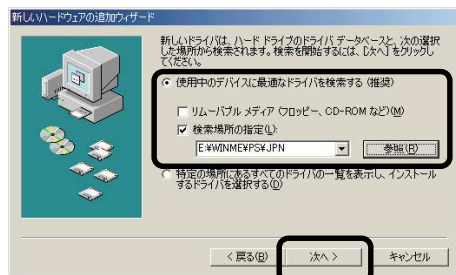 新しいハードウェアの追加ウィザード
新しいドライバは、ハード ドライブのドライバ データベースと、次の選択
した場所から検索されます。検索を開始するには、[次へ] をクリックし
てください。
使用中のデバイスに最適なドライバを検索する (推奨)
リムーバブル メディア (フロッピー、CD-ROM など)(M)
検索場所の指定(L):
E:¥WINME¥PS¥JPN
参照(R)
特定の場所にあるすべてのドライバの一覧を表示し、インストール
するドライバを選択する(D)
< 戻る(B)
次へ >
キャンセル